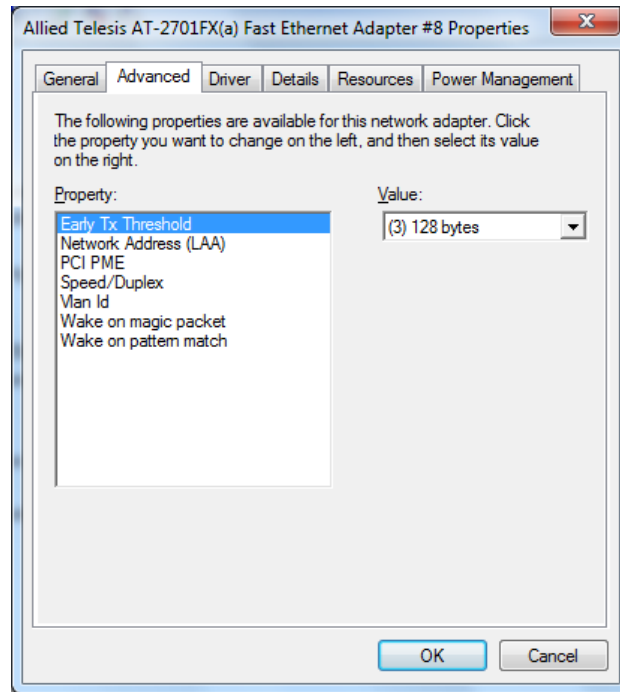 Allied Telesis AT-2701FX(a) Fast Ethernet Adapter #8 Properties
General Advanced Driver Details Resources Power Management
The following properties are available for this network adapter. Click
the property you want to change on the left, and then select its value
on the right.
Property: Value:
Early Tx Threshold (3) 128 bytes
Network Address (LAA)
PCI PME
Speed/Duplex
Vlan Id
Wake on magic packet
Wake on pattern match
OK Cancel